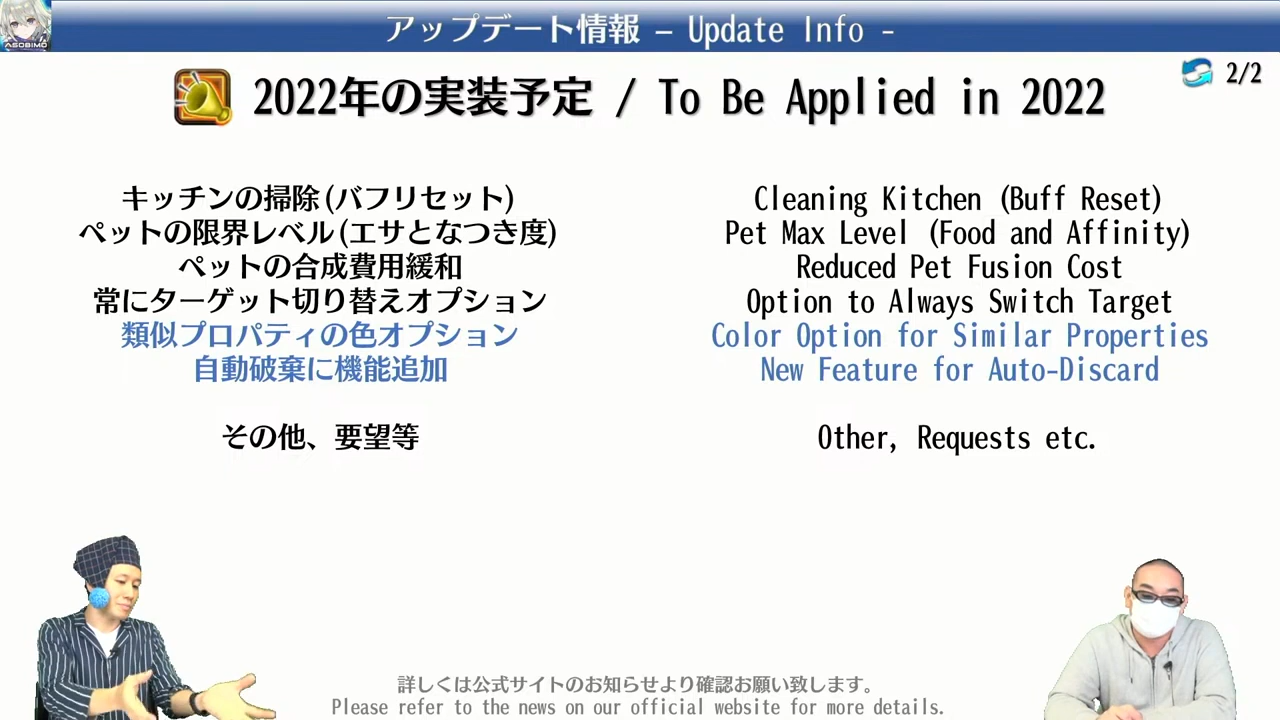 アップデート情報 – Update Info -
ASOBIMO
2/2
2022年の実装予定 / To Be Applied in 2022
キッチンの掃除(バフリセット)
ペットの限界レベル(エサとなつき度)
ペットの合成費用緩和
常にターゲット切り替えオプション
類似プロパティの色オプション
自動破棄に機能追加
その他、要望等
Cleaning Kitchen (Buff Reset)
Pet Max Level (Food and Affinity)
Reduced Pet Fusion Cost
Option to Always Switch Target
Color Option for Similar Properties
New Feature for Auto-Discard
Other, Requests etc.
詳しくは公式サイトのお知らせより確認お願い致します。
Please refer to the news on our official website for more details.